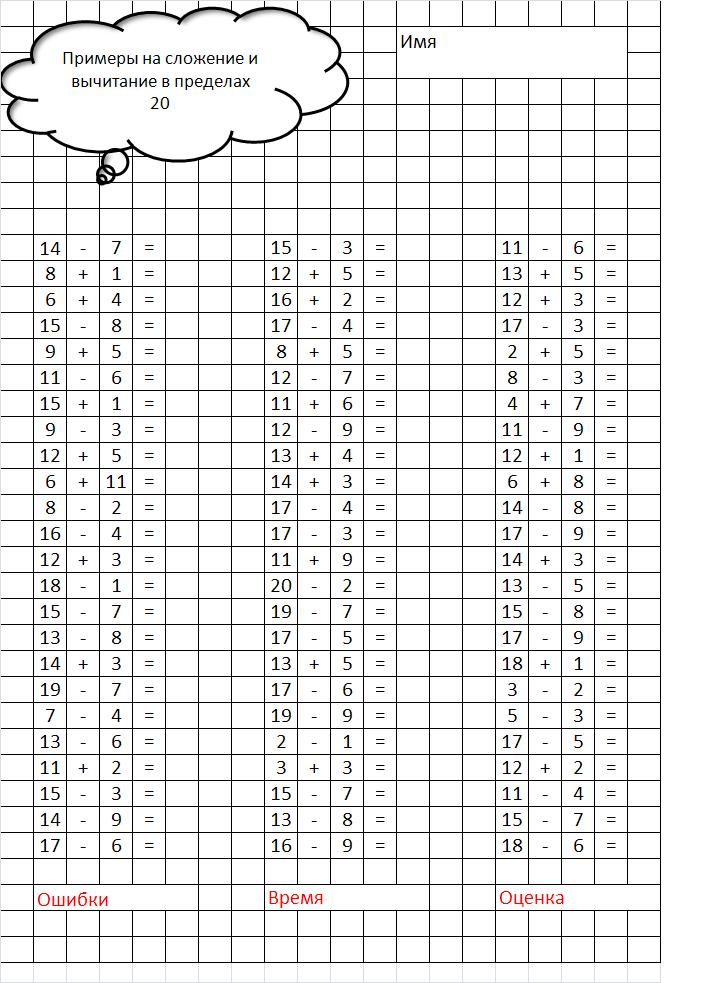 Примеры на сложение и
вычитание в пределах
20
Имя
14 - 7 = 15 - 3 = 11 - 6 =
8 + 1 = 12 + 5 = 13 + 5 =
6 + 4 = 16 + 2 = 12 + 3 =
15 - 8 = 17 - 4 = 17 - 3 =
9 + 5 = 8 + 5 = 2 + 5 =
11 - 6 = 12 - 7 = 8 - 3 =
15 + 1 = 11 + 6 = 4 + 7 =
9 - 3 = 12 - 9 = 11 - 9 =
12 + 5 = 13 + 4 = 12 + 1 =
6 + 11 = 14 + 3 = 6 + 8 =
8 - 2 = 17 - 4 = 14 - 8 =
16 - 4 = 17 - 3 = 17 - 9 =
12 + 3 = 11 + 9 = 14 + 3 =
18 - 1 = 20 - 2 = 13 - 5 =
15 - 7 = 19 - 7 = 15 - 8 =
13 - 8 = 17 - 5 = 17 - 9 =
14 + 3 = 13 + 5 = 18 + 1 =
19 - 7 = 17 - 6 = 3 - 2 =
7 - 4 = 19 - 9 = 5 - 3 =
13 - 6 = 2 - 1 = 17 - 5 =
11 + 2 = 3 + 3 = 12 + 2 =
15 - 3 = 15 - 7 = 11 - 4 =
14 - 9 = 13 - 8 = 15 - 7 =
17 - 6 = 16 - 9 = 18 - 6 =
Ошибки Время Оценка